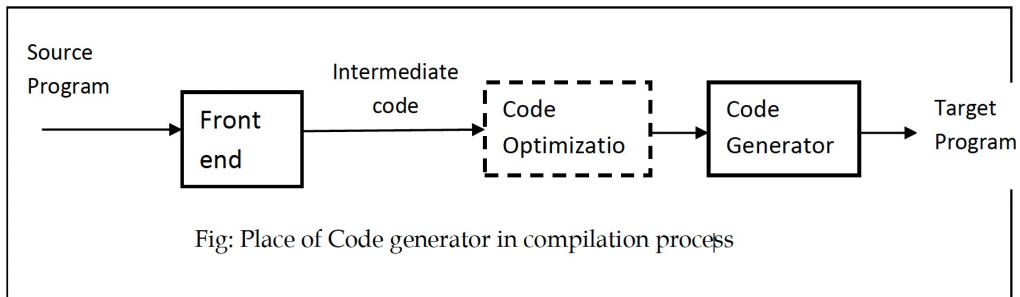 Source
Program
Front
end
Intermediate
code
Code
Optimizatio
Code
Generator
Target
Program
Fig: Place of Code generator in compilation process